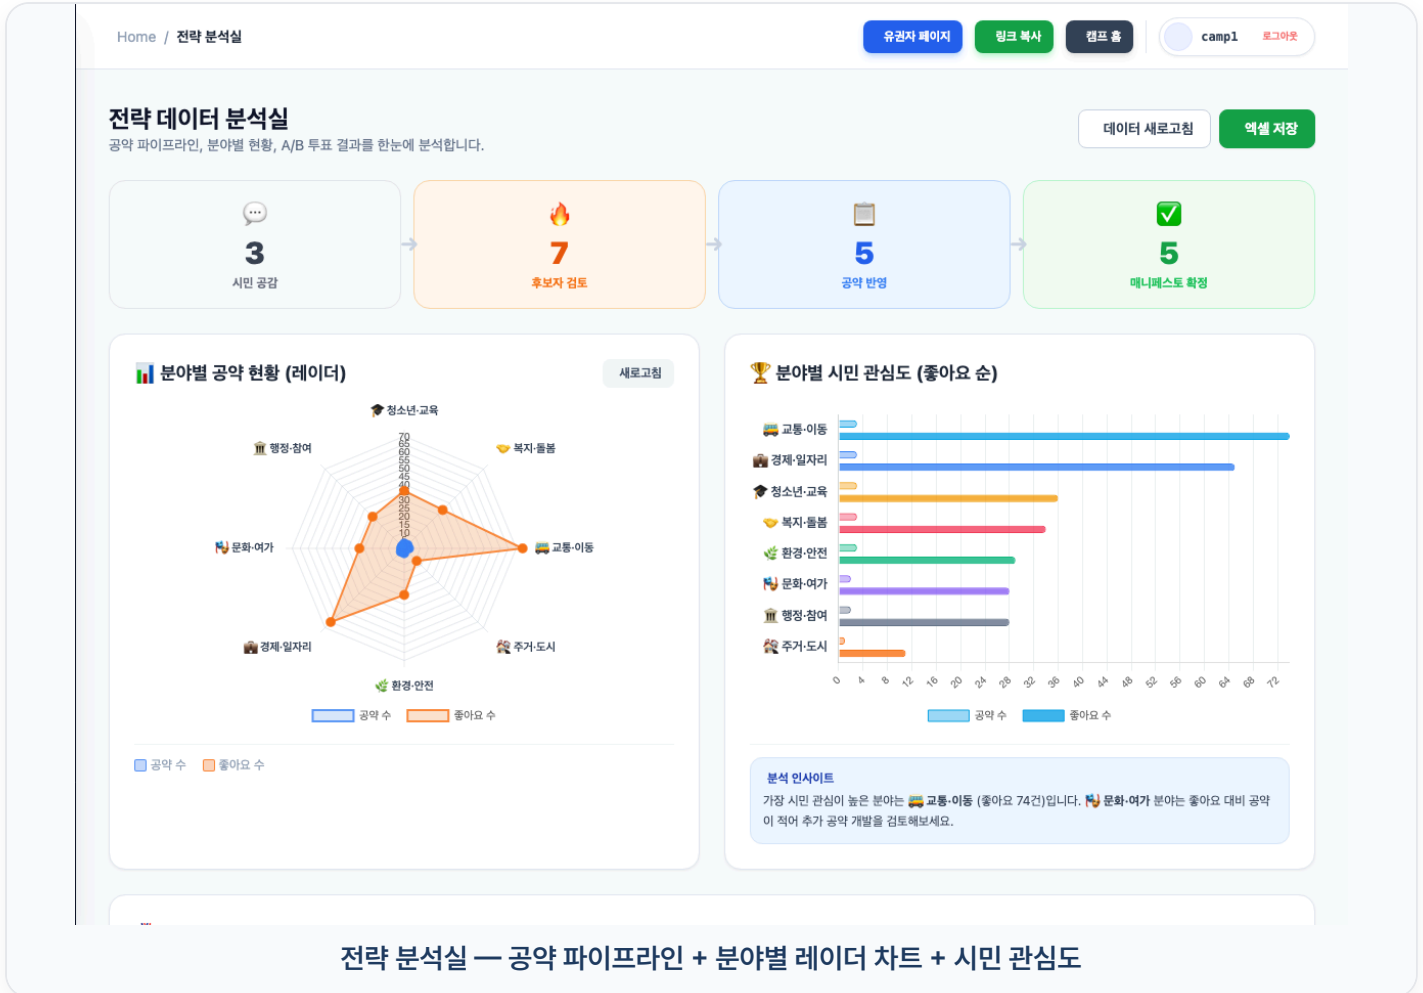 Home / 전략 분석실
유권자 페이지
링크 복사
캠프 홈
camp1
로그아웃
전략 데이터 분석실
공약 파이프라인, 분야별 현황, A/B 투표 결과를 한눈에 분석합니다.
데이터 새로고침
엑셀 저장
3
시민 공감
7
후보자 검토
5
공약 반영
5
매니페스토 확정
분야별 공약 현황 (레이더)
새로고침
청소년·교육
복지·돌봄
교통·이동
주거·도시
환경·안전
경제·일자리
문화·여가
행정·참여
70
65
60
55
50
45
40
30
25
20
15
10
공약 수
좋아요 수
공약 수
좋아요 수
분야별 시민 관심도 (좋아요 순)
교통·이동
경제·일자리
청소년·교육
복지·돌봄
환경·안전
문화·여가
행정·참여
주거·도시
0 4 8 12 16 20 24 28 32 36 40 44 48 52 56 60 64 68 72
공약 수
좋아요 수
분석 인사이트
가장 시민 관심이 높은 분야는 교통·이동 (좋아요 74건)입니다. 문화·여가 분야는 좋아요 대비 공약
이 적어 추가 공약 개발을 검토해보세요.
전략 분석실 — 공약 파이프라인 + 분야별 레이더 차트 + 시민 관심도